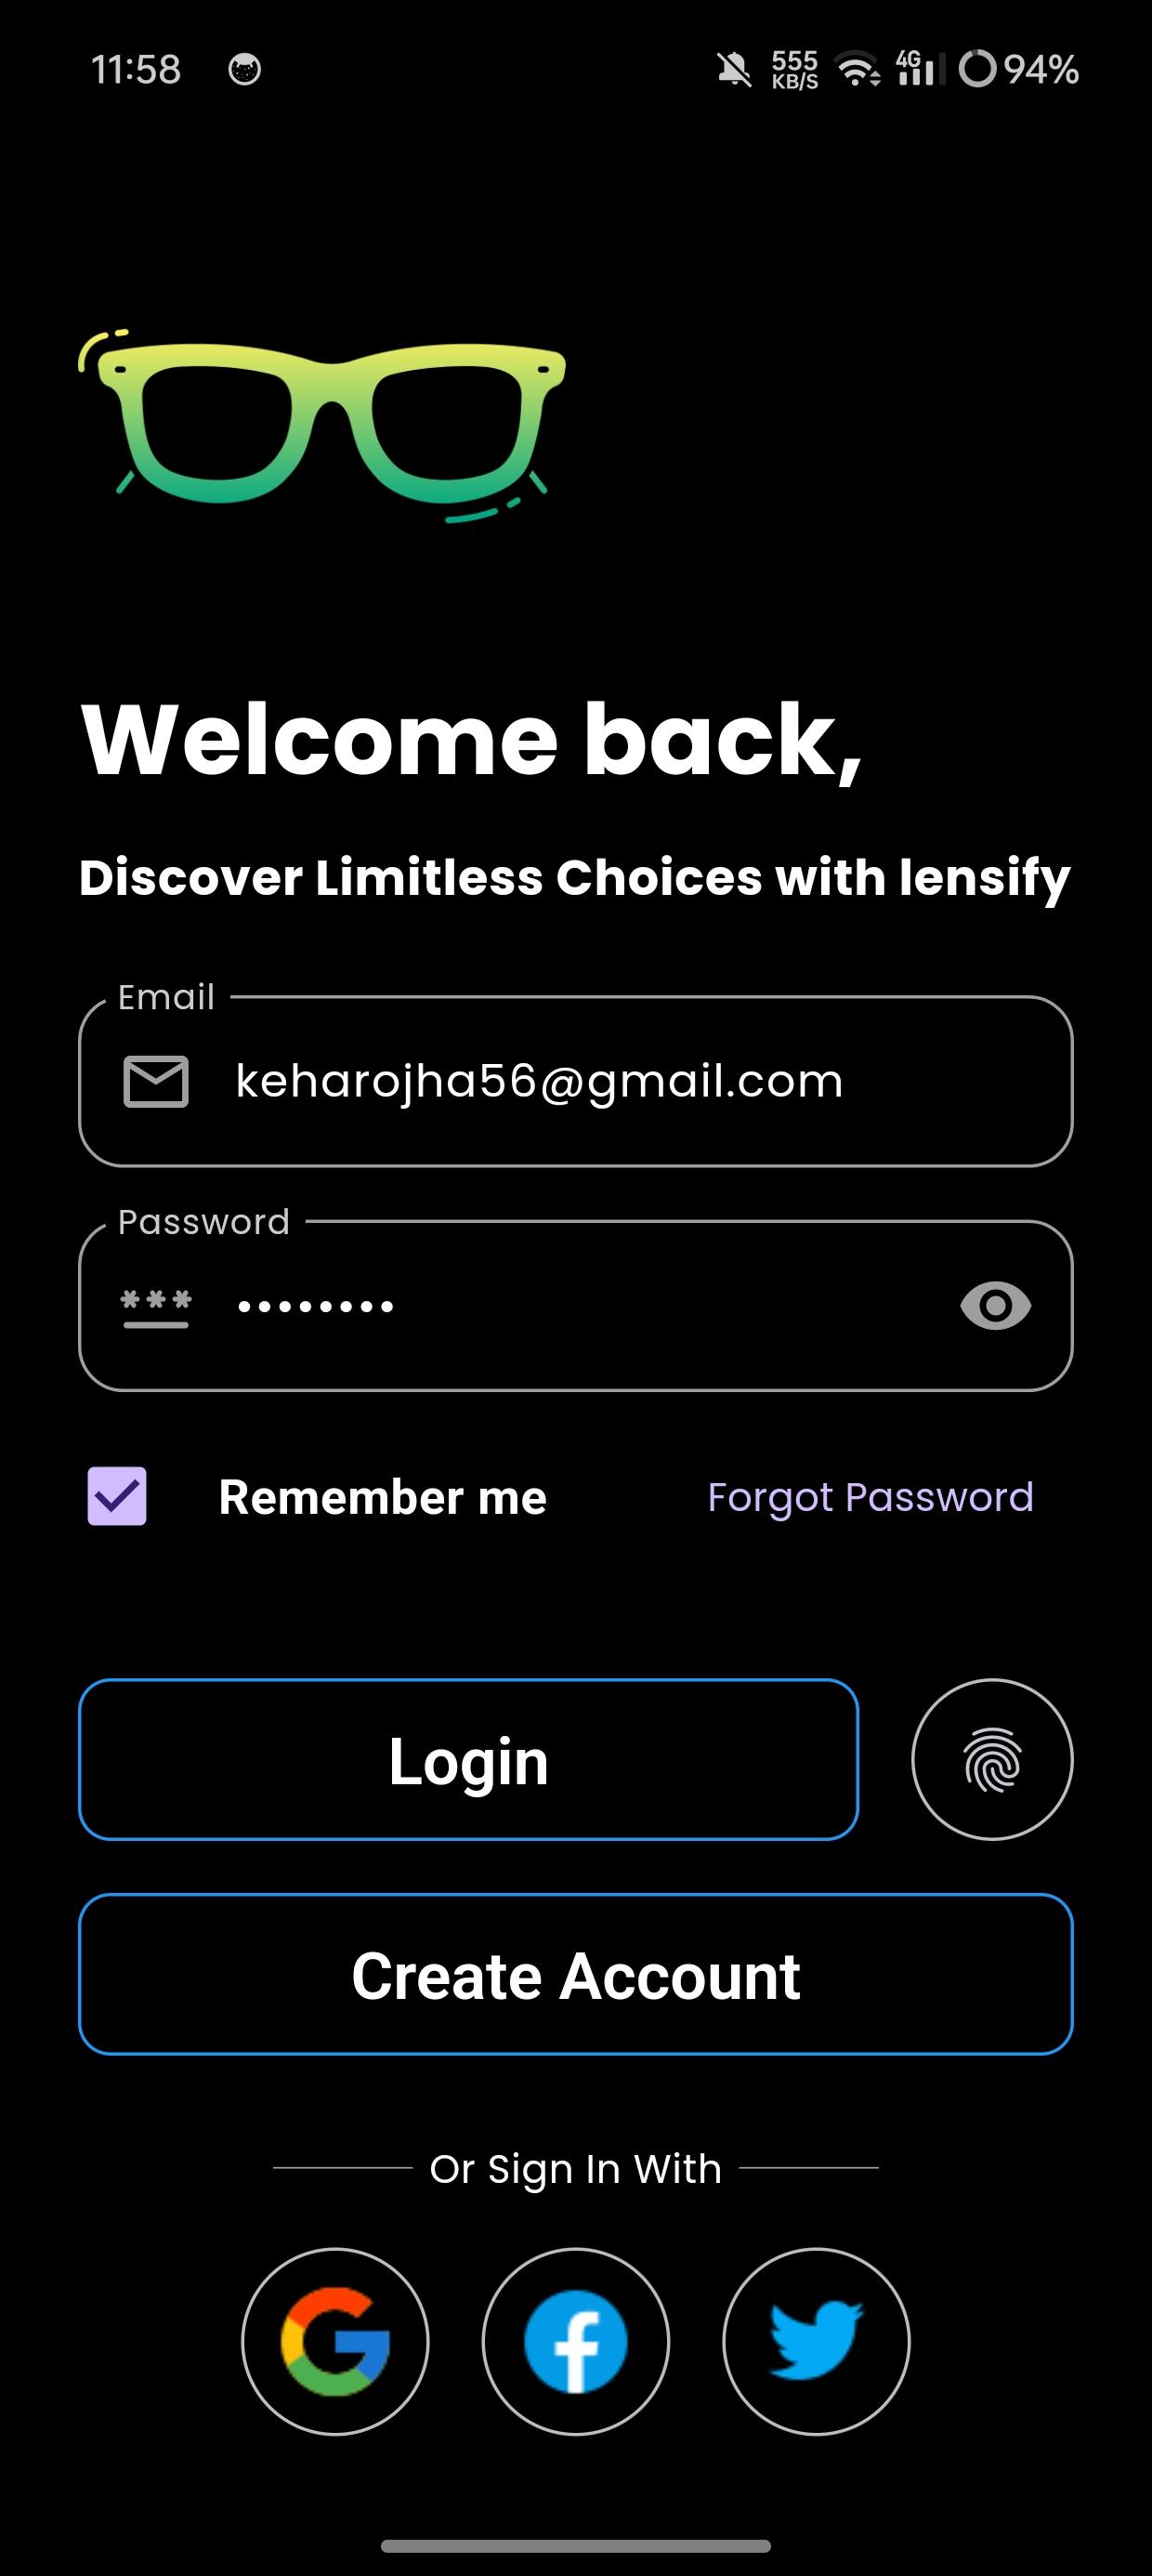 11:58 555 KB/S 4G 94%
Welcome back,
Discover Limitless Choices with lensify
Email
keharojha56@gmail.com
Password
*** ••••••••
Remember me Forgot Password
Login
Create Account
Or Sign In With